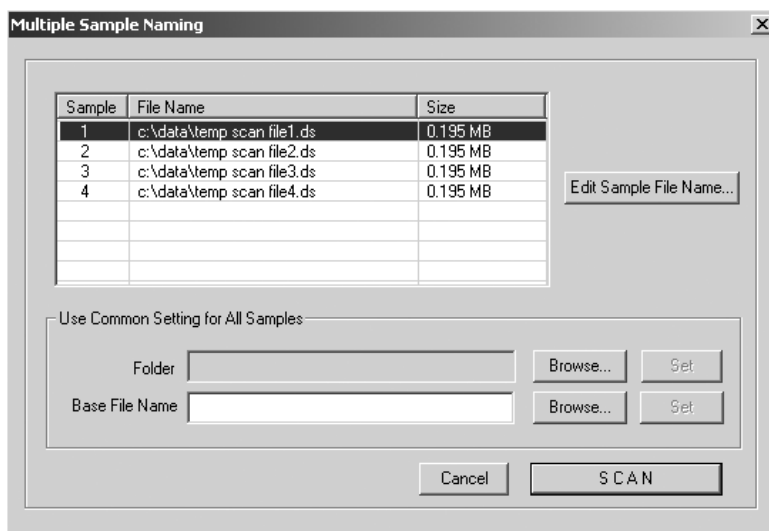 Multiple Sample Naming
Sample File Name Size
1 c:\data\temp scan file1.ds 0.195 MB
2 c:\data\temp scan file2.ds 0.195 MB
3 c:\data\temp scan file3.ds 0.195 MB
4 c:\data\temp scan file4.ds 0.195 MB
Edit Sample File Name...
Use Common Setting for All Samples
Folder Browse... Set
Base File Name Browse... Set
Cancel SCAN